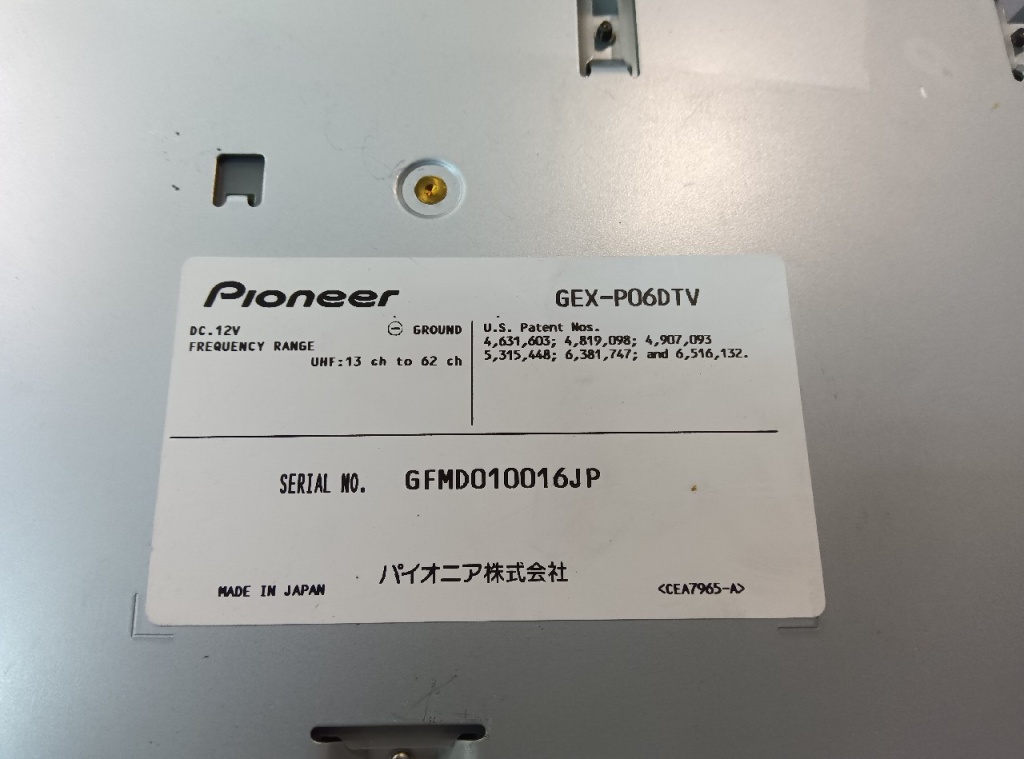 Pioneer
GEX-P06DTV
DC.12V ⊖ GROUND
FREQUENCY RANGE
UHF:13 ch to 62 ch
U.S. Patent Nos.
4,631,603; 4,819,098; 4,907,093
5,315,448; 6,381,747; and 6,516,132.
SERIAL NO. GFMD010016JP
MADE IN JAPAN
パイオニア株式会社
<CEA7965-A>